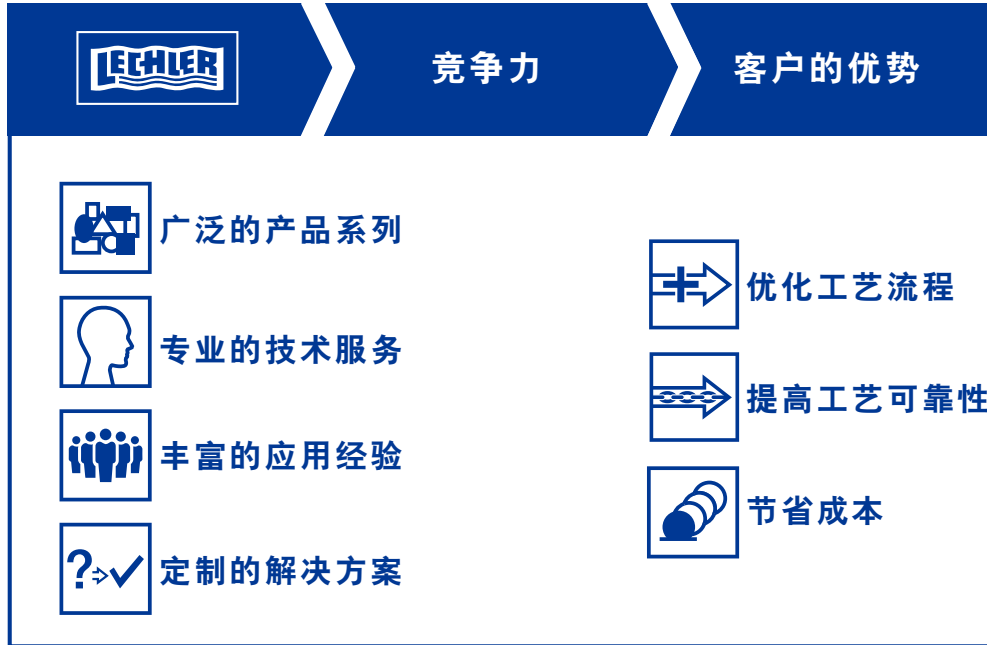 LECHLER
竞争力
客户的优势
广泛的产品系列
专业的技术服务
丰富的应用经验
?
定制的解决方案
优化工艺流程
提高工艺可靠性
节省成本